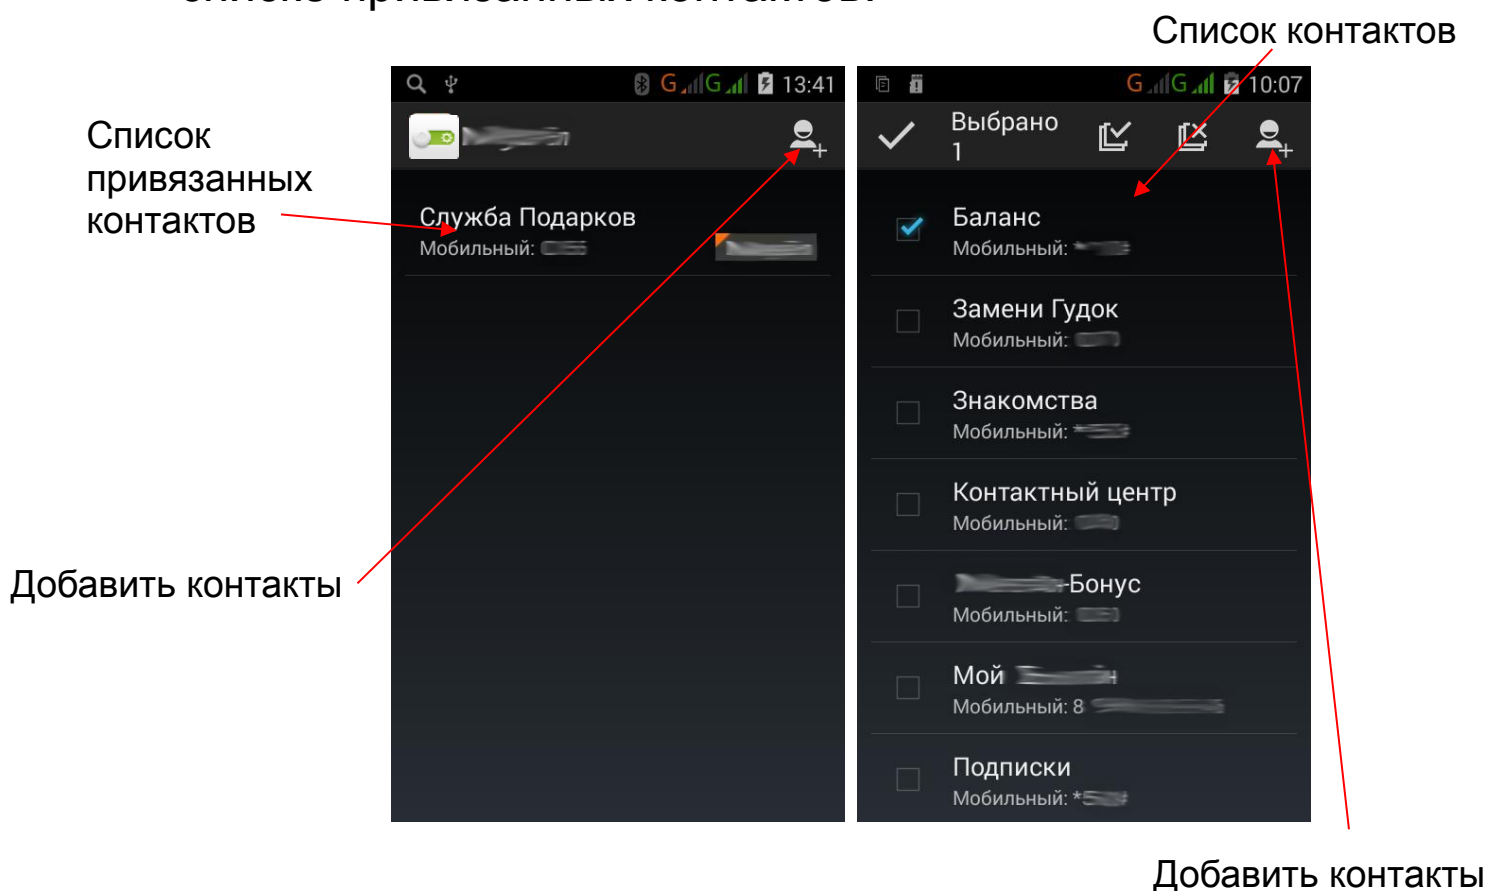 Список контактов
Список
привязанных
контактов
Добавить контакты
G G 13:41
Служба Подарков
Мобильный:
G G 10:07
Выбрано
1
Баланс
Мобильный: *
Замени Гудок
Мобильный:
Знакомства
Мобильный: *
Контактный центр
Мобильный:
-Бонус
Мобильный:
Мой
Мобильный: 8
Подписки
Мобильный: *
Добавить контакты